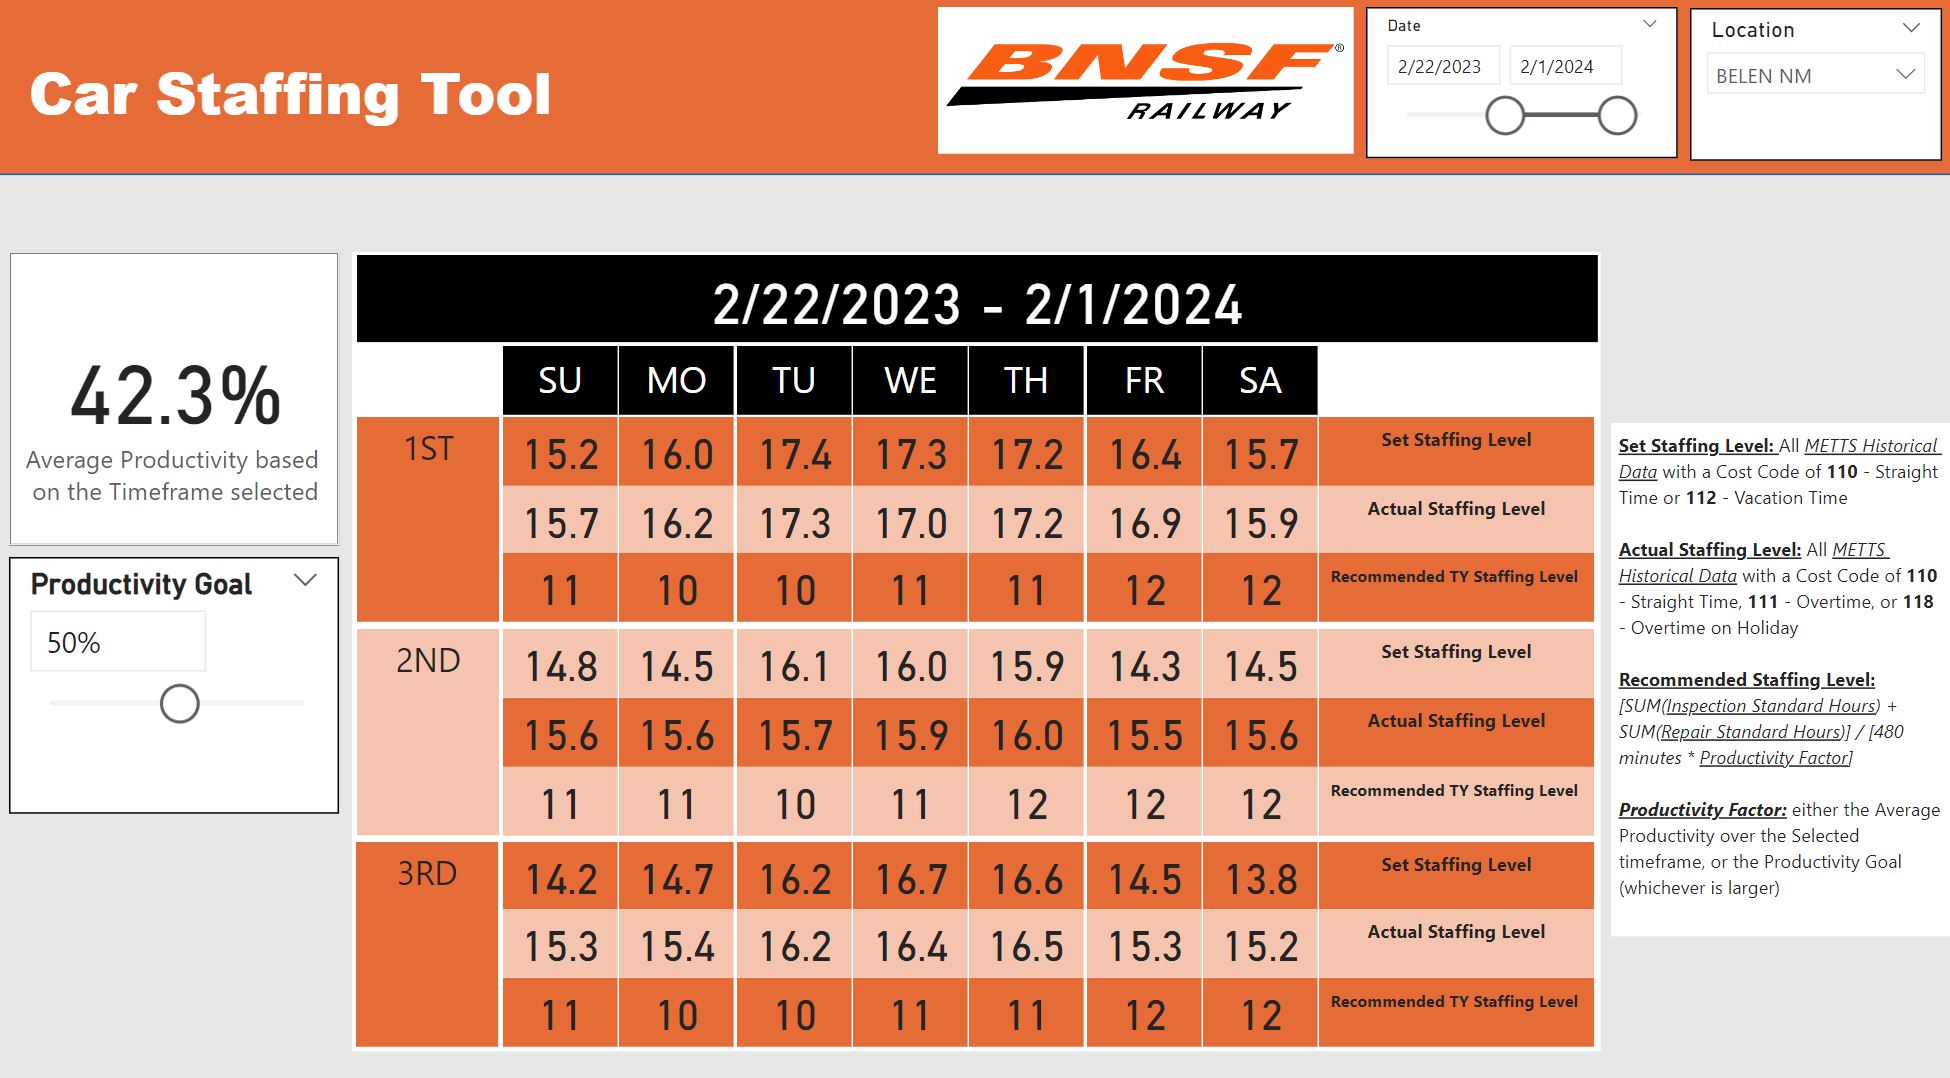 Car Staffing Tool
BNSF®
RAILWAY
Date
2/22/2023 2/1/2024
Location
BELEN NM
42.3%
Average Productivity based
on the Timeframe selected
Productivity Goal
50%
2/22/2023 - 2/1/2024
SU MO TU WE TH FR SA
1ST 15.2 16.0 17.4 17.3 17.2 16.4 15.7 Set Staffing Level
15.7 16.2 17.3 17.0 17.2 16.9 15.9 Actual Staffing Level
11 10 10 11 11 12 12 Recommended TY Staffing Level
2ND 14.8 14.5 16.1 16.0 15.9 14.3 14.5 Set Staffing Level
15.6 15.6 15.7 15.9 16.0 15.5 15.6 Actual Staffing Level
11 11 10 11 12 12 12 Recommended TY Staffing Level
3RD 14.2 14.7 16.2 16.7 16.6 14.5 13.8 Set Staffing Level
15.3 15.4 16.2 16.4 16.5 15.3 15.2 Actual Staffing Level
11 10 10 11 11 12 12 Recommended TY Staffing Level
Set Staffing Level: All METTS Historical
Data with a Cost Code of 110 - Straight
Time or 112 - Vacation Time
Actual Staffing Level: All METTS
Historical Data with a Cost Code of 110
- Straight Time, 111 - Overtime, or 118
- Overtime on Holiday
Recommended Staffing Level:
[SUM(Inspection Standard Hours) +
SUM(Repair Standard Hours)] / [480
minutes * Productivity Factor]
Productivity Factor: either the Average
Productivity over the Selected
timeframe, or the Productivity Goal
(whichever is larger)